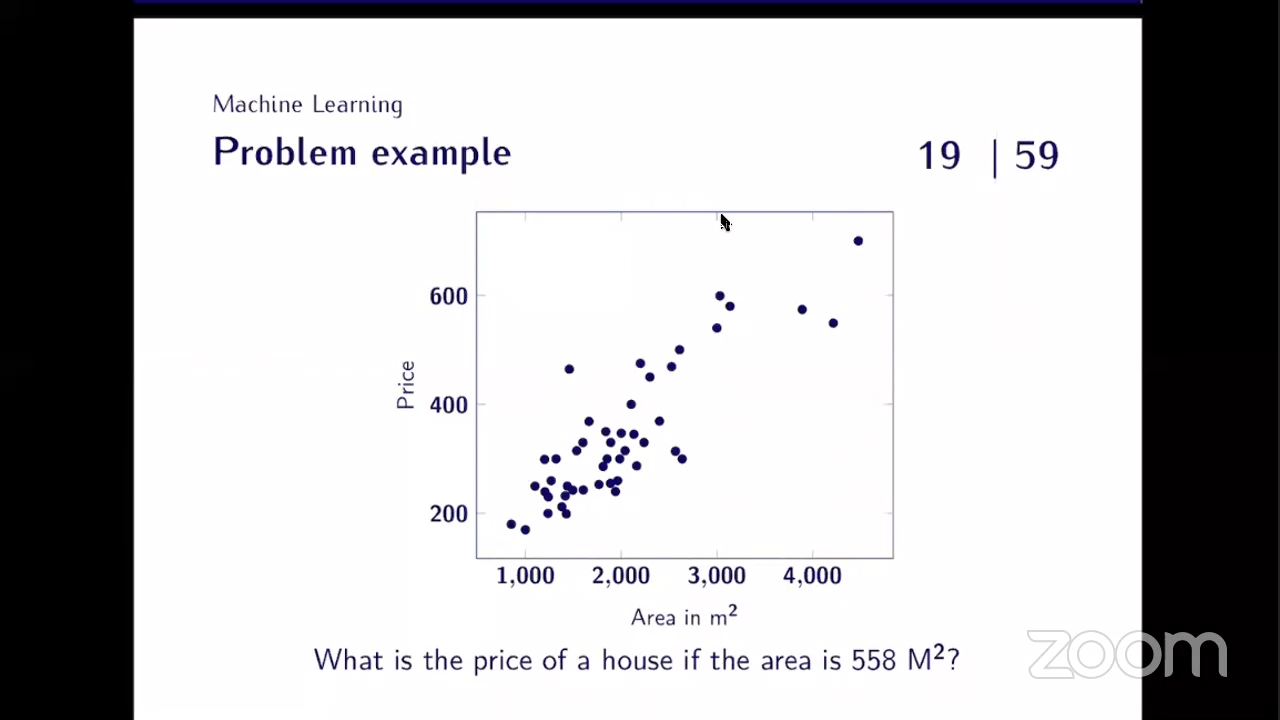 Machine Learning
Problem example
19 | 59
600
400
200
Price
1,000 2,000 3,000 4,000
Area in m²
What is the price of a house if the area is 558 M²?
zoom